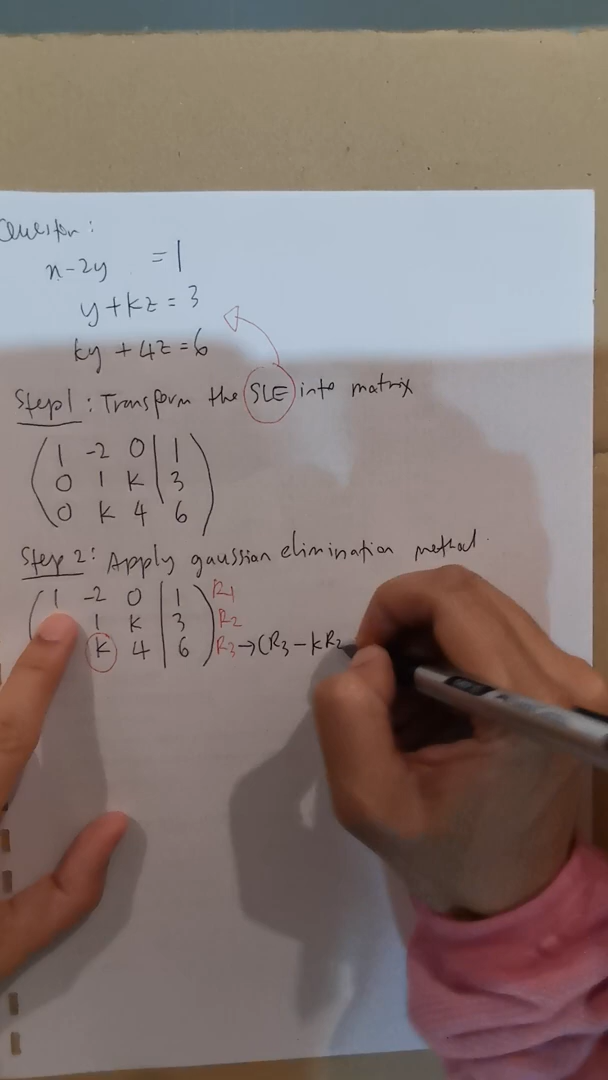 Question:
x-2y =1
y+kz=3
ky+4z=6
Step1: Transform the SLE into matrix
1 -2 0 | 1
0 1 k | 3
0 k 4 | 6
Step 2: Apply gaussian elimination method.
1 -2 0 | 1 R1
1 k | 3 R2
k 4 | 6 R3→(R3-kR2